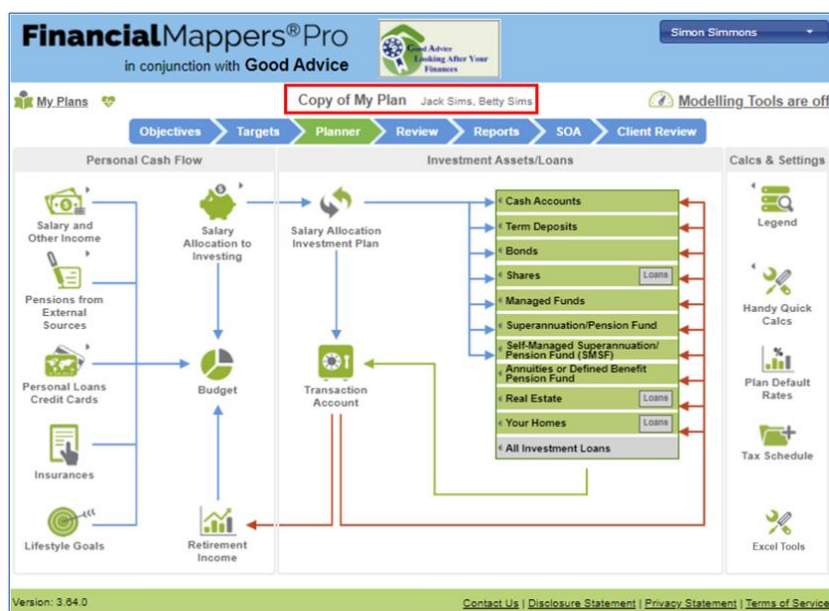 FinancialMappers®Pro
in conjunction with Good Advice
Good Advice
Looking After Your
Finances
Simon Simmons
My Plans
Copy of My Plan Jack Sims, Betty Sims
Modelling Tools are off
Objectives Targets Planner Review Reports SOA Client Review
Personal Cash Flow
Investment Assets/Loans
Calcs & Settings
Salary and
Other Income
Salary
Allocation to
Investing
Salary Allocation
Investment Plan
Pensions from
External
Sources
Personal Loans
Credit Cards
Budget
Transaction
Account
Insurances
Lifestyle Goals
Retirement
Income
Cash Accounts
Term Deposits
Bonds
Shares Loans
Managed Funds
Superannuation/Pension Fund
Self-Managed Superannuation/
Pension Fund (SMSF)
Annuities or Defined Benefit
Pension Fund
Real Estate Loans
Your Homes Loans
All Investment Loans
Legend
Handy Quick
Calcs
Plan Default
Rates
Tax Schedule
Excel Tools
Version: 3.64.0
Contact Us | Disclosure Statement | Privacy Statement | Terms of Service